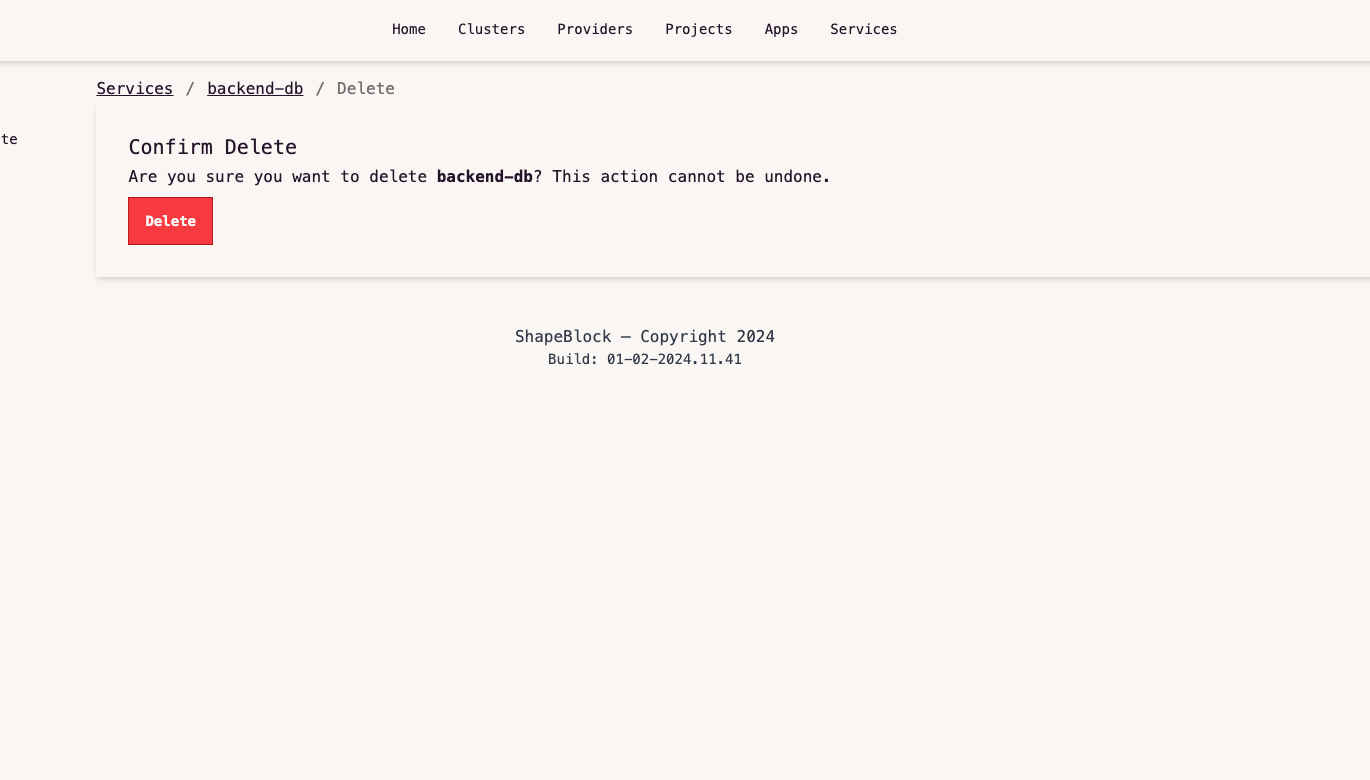 Home Clusters Providers Projects Apps Services
Services / backend-db / Delete
te
Confirm Delete
Are you sure you want to delete backend-db? This action cannot be undone.
Delete
ShapeBlock — Copyright 2024
Build: 01-02-2024.11.41